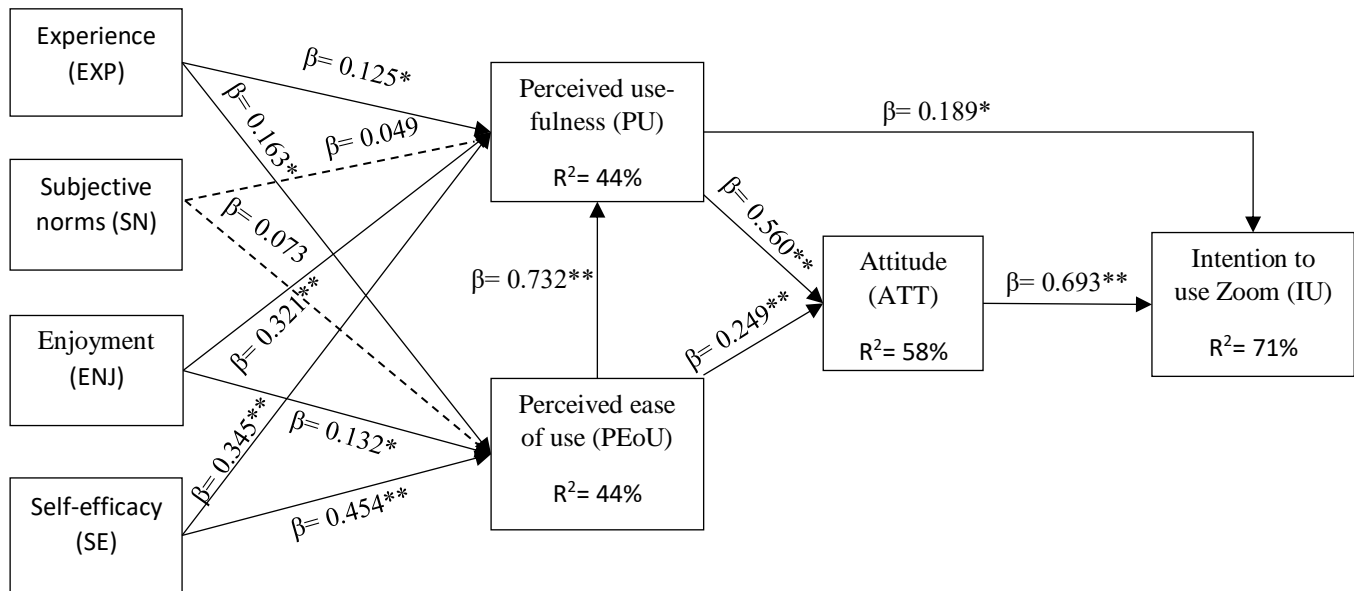 Experience
(EXP)
Subjective
norms (SN)
Enjoyment
(ENJ)
Self-efficacy
(SE)
β= 0.125*
β= 0.163*
β= 0.049
β= 0.073
β= 0.321**
β= 0.132*
β= 0.345**
β= 0.454**
Perceived use-
fulness (PU)
R²= 44%
β= 0.732**
Perceived ease
of use (PEoU)
R²= 44%
β= 0.189*
β= 0.560**
β= 0.249**
Attitude
(ATT)
R²= 58%
β= 0.693**
Intention to
use Zoom (IU)
R²= 71%